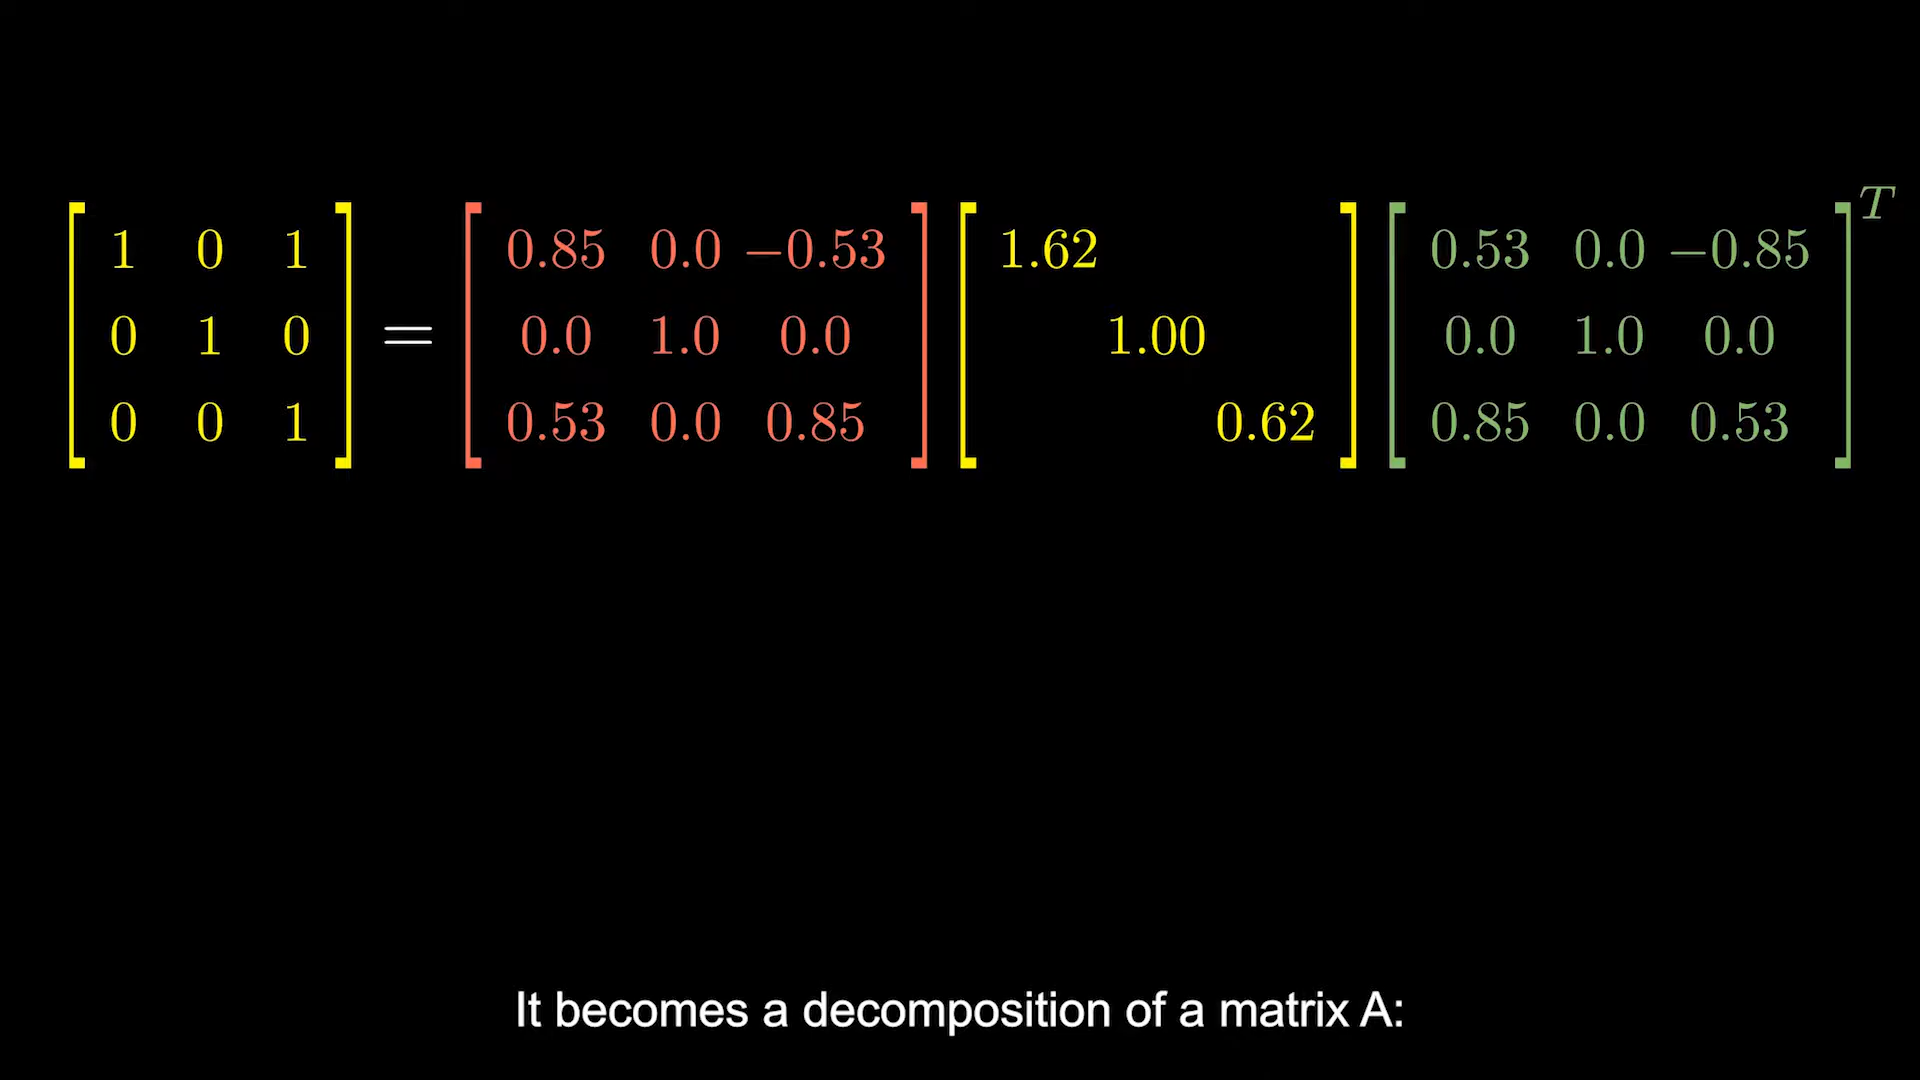 T
1 0 1 0.85 0.0 −0.53 1.62 0.53 0.0 −0.85
0 1 0 = 0.0 1.0 0.0 1.00 0.0 1.0 0.0
0 0 1 0.53 0.0 0.85 0.62 0.85 0.0 0.53
It becomes a decomposition of a matrix A: